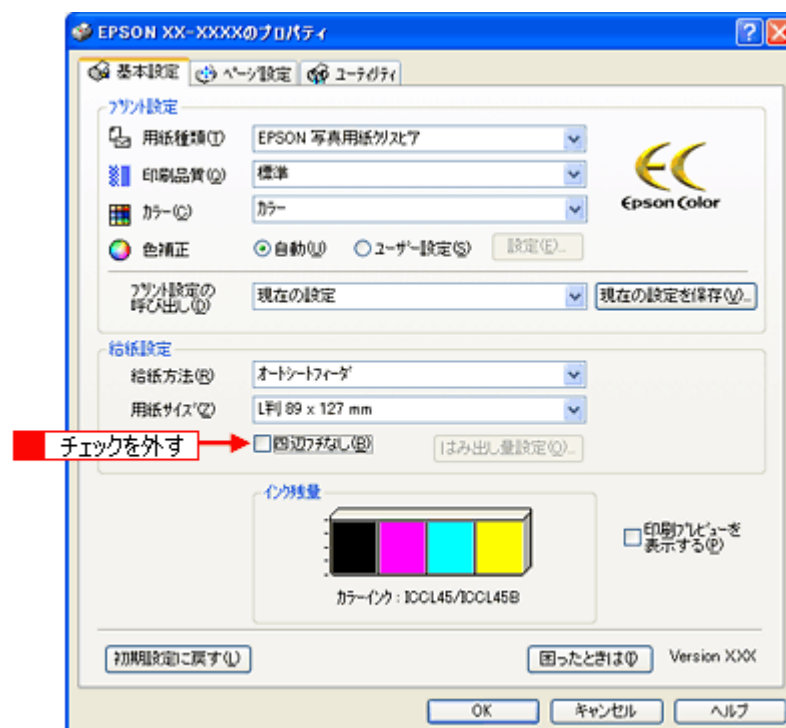 EPSON XX-XXXXのプロパティ
基本設定 ページ設定 ユーティリティ
プリント設定
用紙種類(T) EPSON 写真用紙クリスピア
印刷品質(Q) 標準
カラー(C) カラー
Epson Color
色補正 自動(U) ユーザー設定(S) 設定(E)...
プリント設定の
呼び出し(D) 現在の設定 現在の設定を保存(V)...
給紙設定
給紙方法(R) オートシートフィーダ
用紙サイズ(Z) L判 89 x 127 mm
チェックを外す 四辺フチなし(B) はみ出し量設定(O)...
インク残量
印刷プレビューを
表示する(P)
カラーインク : ICCL45/ICCL45B
初期設定に戻す(L) 困ったときは(I) Version XXX
OK キャンセル ヘルプ